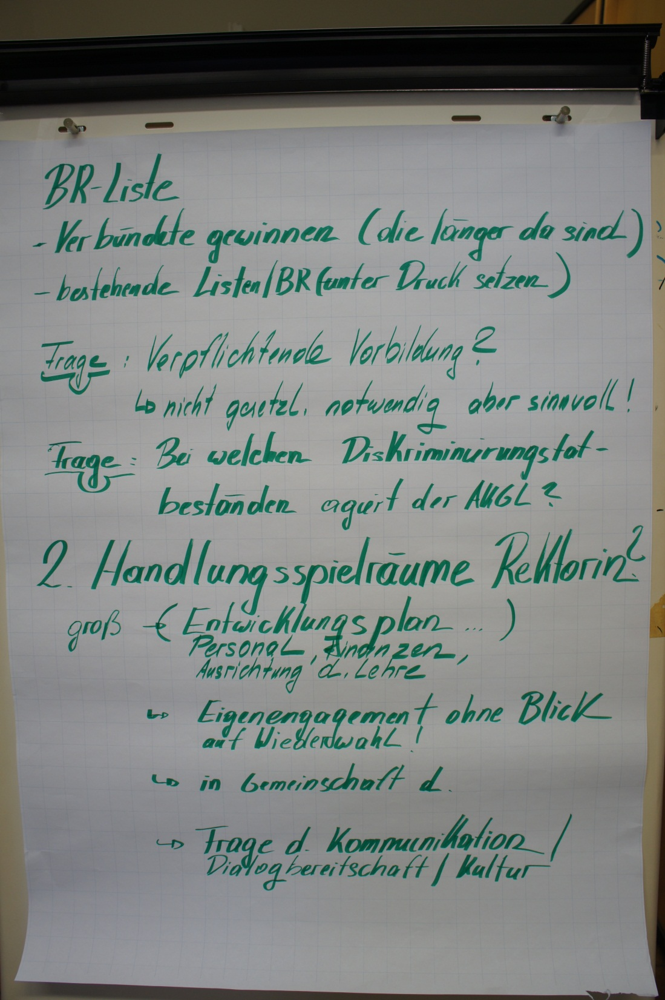 BR-Liste
- Verbündete gewinnen (die länger da sind)
- bestehende Listen/BR (unter Druck setzen)
Frage : Verpflichtende Vorbildung?
↳ nicht gesetzl. notwendig aber sinnvoll!
Frage : Bei welchen Diskriminierungstat-
beständen agiert der AKGL?
2. Handlungsspielräume Rektorin?
groß → (Entwicklungsplan ... )
Personal, Finanzen,
Ausrichtung d. Lehre
↳ Eigenengagement ohne Blick
auf Wiederwahl!
↳ in Gemeinschaft d.
↳ Frage d. Kommunikation /
Dialogbereitschaft / Kultur